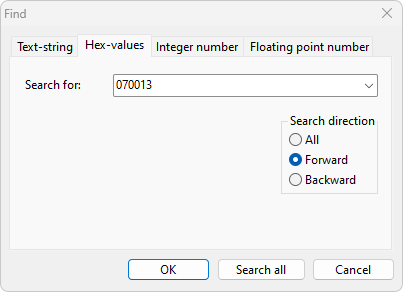 Find
Text-string Hex-values Integer number Floating point number
Search for: 070013
Search direction
All
Forward
Backward
OK Search all Cancel